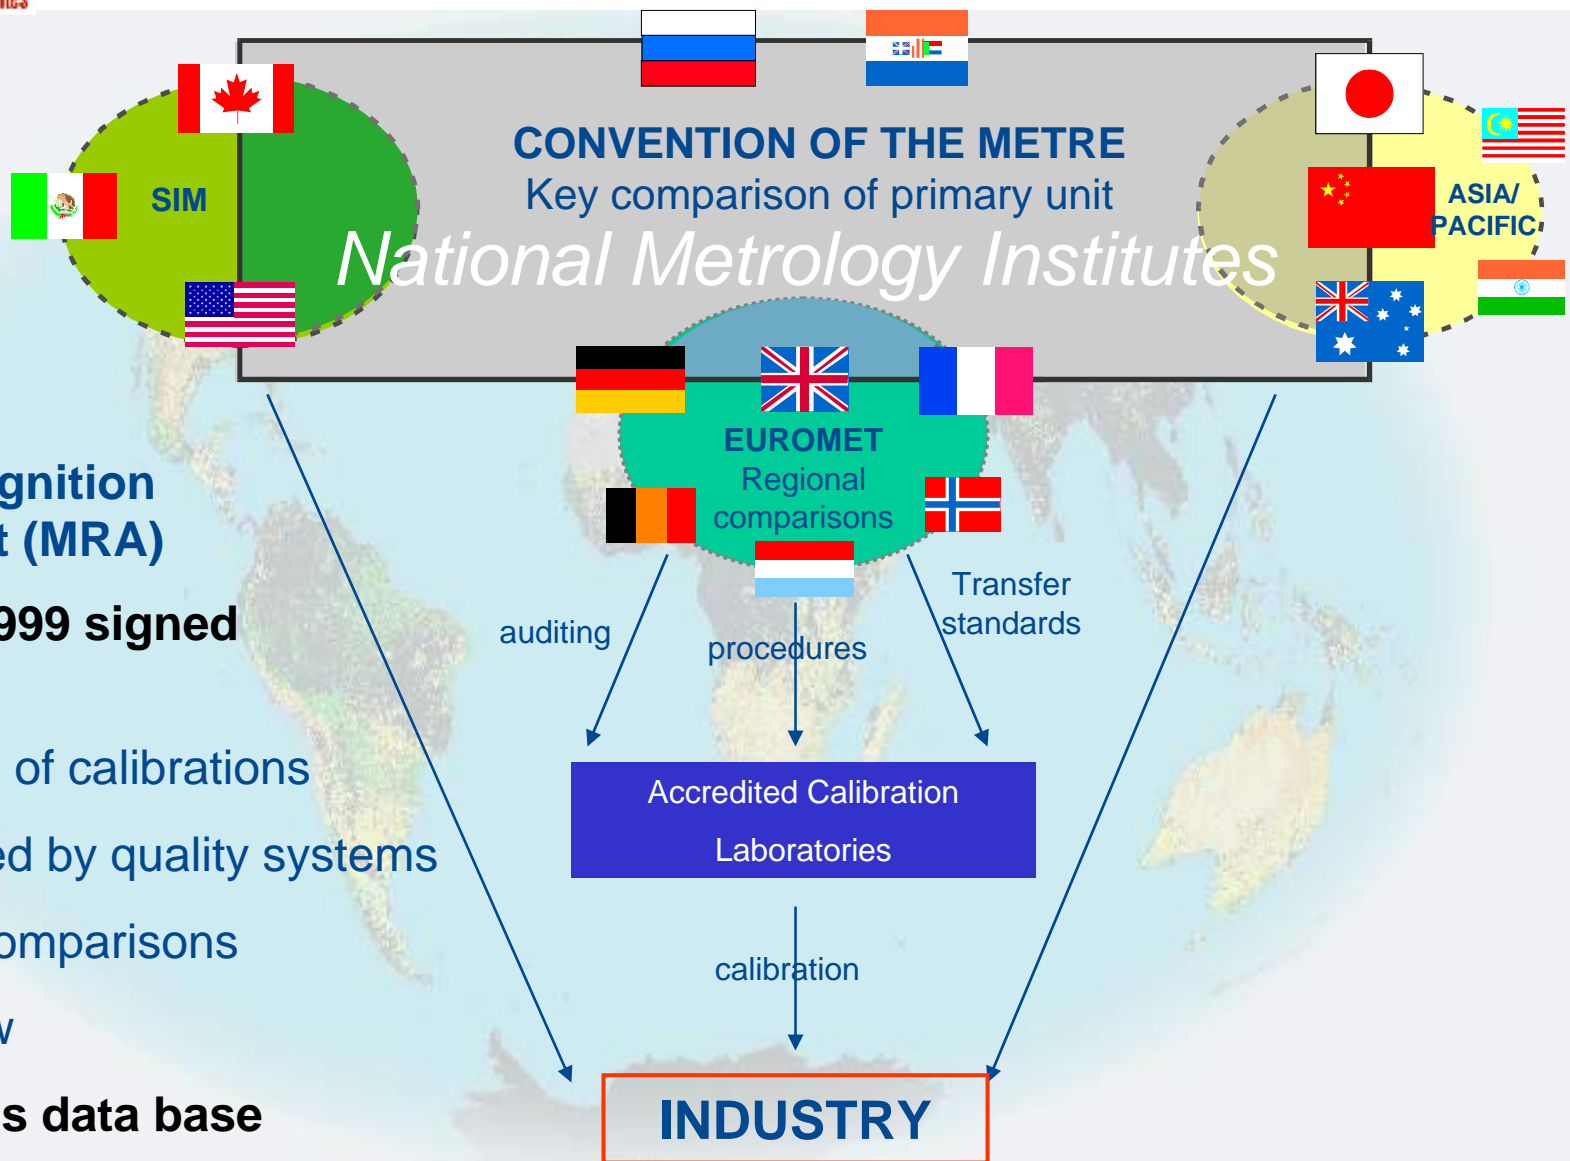 CONVENTION OF THE METRE
Key comparison of primary unit
National Metrology Institutes
SIM
ASIA/
PACIFIC
EUROMET
Regional
comparisons
gnition
t (MRA)
999 signed
of calibrations
ed by quality systems
omparisons
w
s data base
auditing
procedures
Transfer
standards
Accredited Calibration
Laboratories
calibration
INDUSTRY